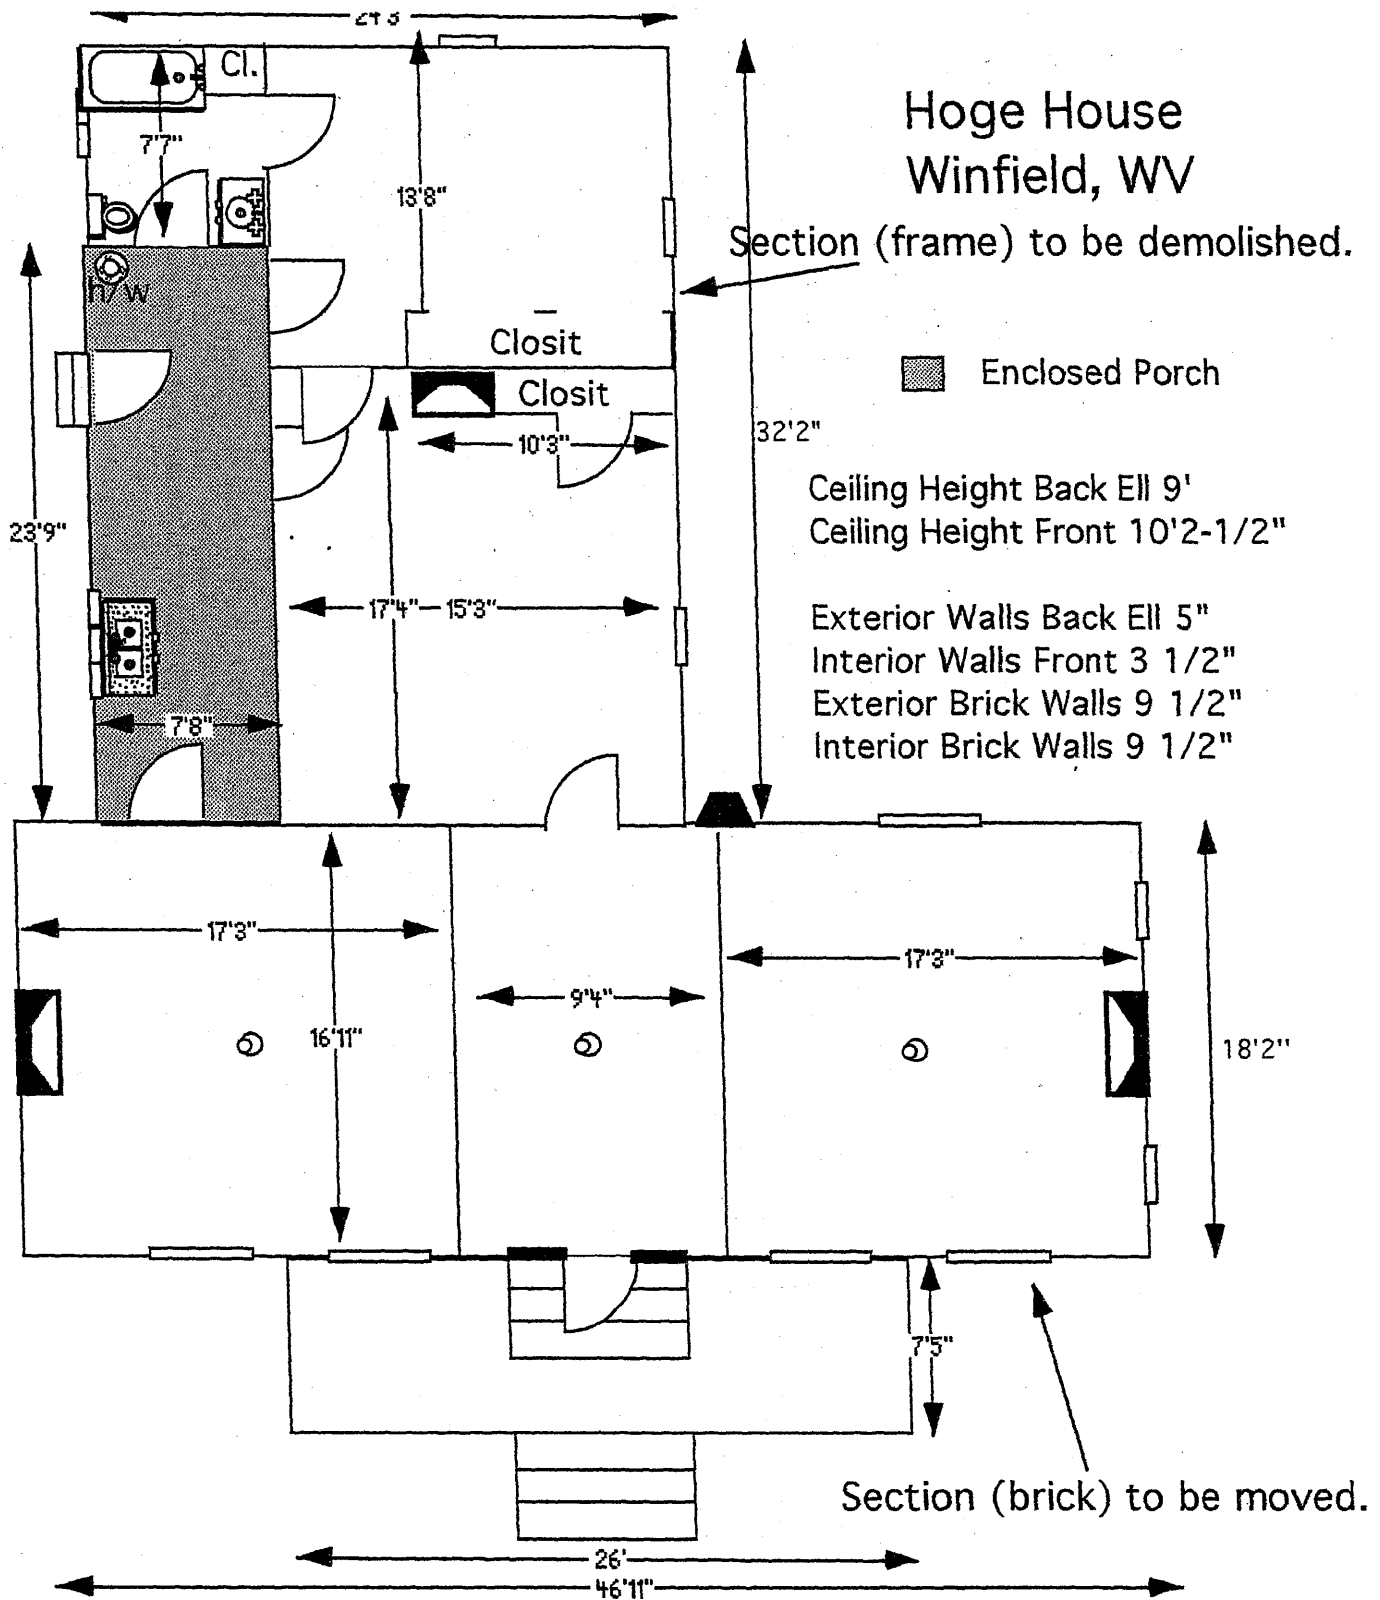 Cl.
Hoge House
Winfield, WV
7'7"
13'8"
Section (frame) to be demolished.
h/w
Closit
Enclosed Porch
Closit
10'3"
32'2"
Ceiling Height Back Ell 9'
Ceiling Height Front 10'2-1/2"
23'9"
17'4"
15'3"
Exterior Walls Back Ell 5"
Interior Walls Front 3 1/2"
Exterior Brick Walls 9 1/2"
Interior Brick Walls 9 1/2"
7'8"
17'3"
17'3"
9'4"
16'11"
18'2"
7'5"
Section (brick) to be moved.
26'
46'11"